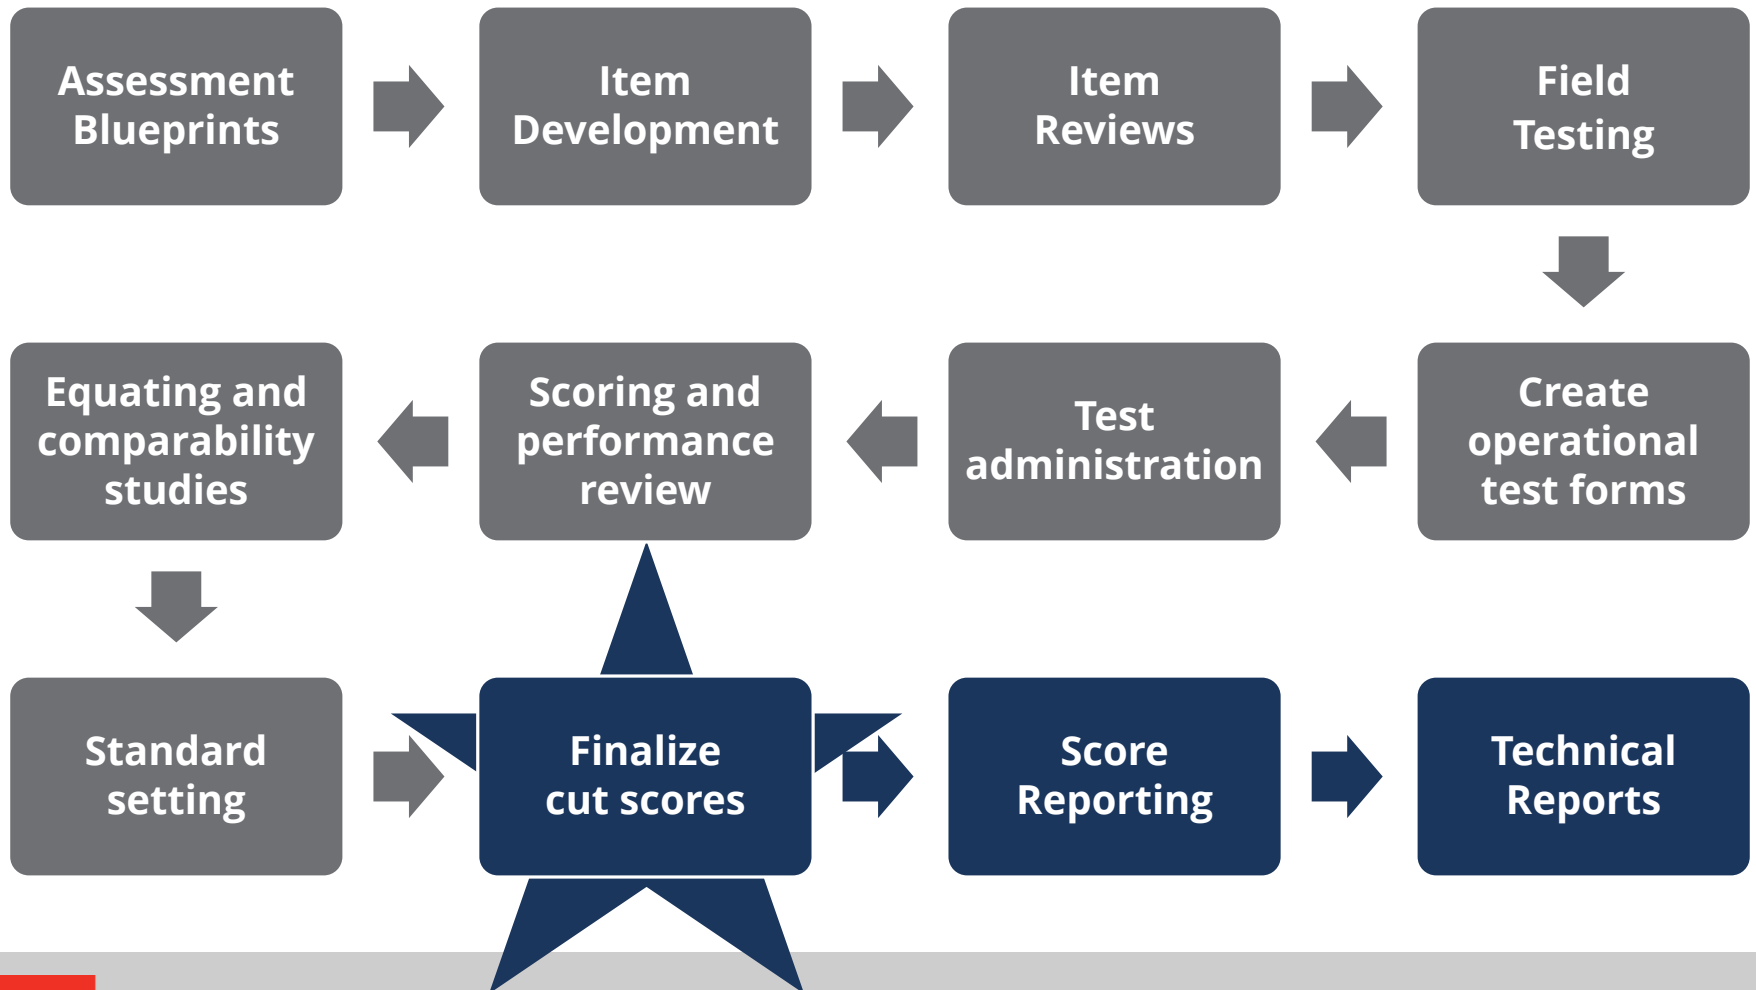 Assessment
Blueprints
Item
Development
Item
Reviews
Field
Testing
Create
operational
test forms
Test
administration
Scoring and
performance
review
Equating and
comparability
studies
Standard
setting
Finalize
cut scores
Score
Reporting
Technical
Reports